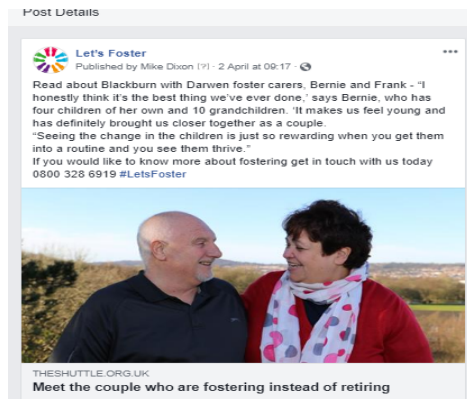 Post Details
Let's Foster
Published by Mike Dixon [?] · 2 April at 09:17 ·
Read about Blackburn with Darwen foster carers, Bernie and Frank - “I
honestly think it’s the best thing we’ve ever done,’ says Bernie, who has
four children of her own and 10 grandchildren. ‘It makes us feel young and
has definitely brought us closer together as a couple.
“Seeing the change in the children is just so rewarding when you get them
into a routine and you see them thrive.”
If you would like to know more about fostering get in touch with us today
0800 328 6919 #LetsFoster
THESHUTTLE.ORG.UK
Meet the couple who are fostering instead of retiring